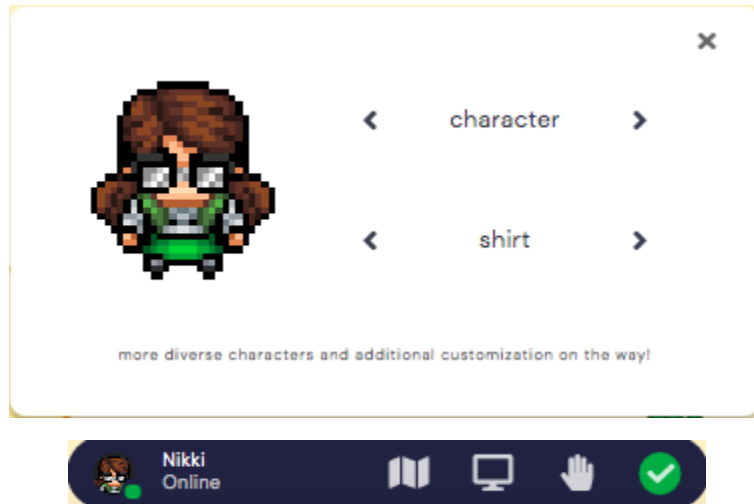 character
shirt
more diverse characters and additional customization on the way!
Nikki
Online